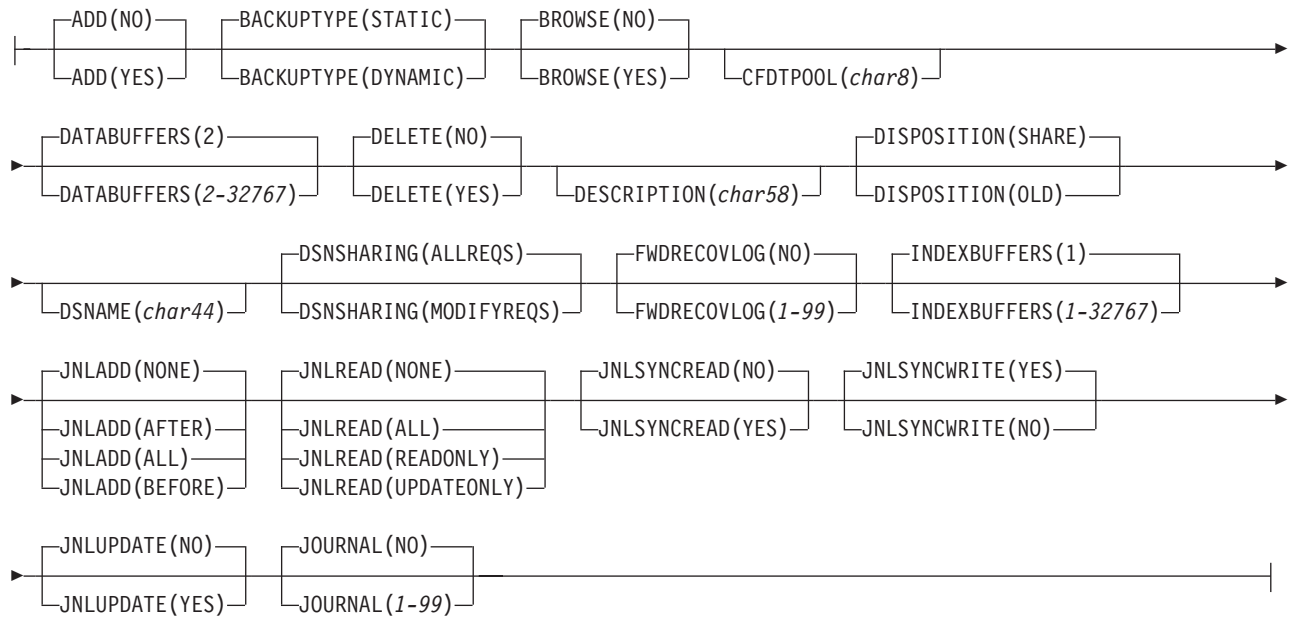 ADD(NO) BACKUPTYPE(STATIC) BROWSE(NO)
ADD(YES) BACKUPTYPE(DYNAMIC) BROWSE(YES) CFDTPOOL(char8)
DATABUFFERS(2) DELETE(NO) DISPOSITION(SHARE)
DATABUFFERS(2-32767) DELETE(YES) DESCRIPTION(char58) DISPOSITION(OLD)
DSNSHARING(ALLREQS) FWDRECOVLOG(NO) INDEXBUFFERS(1)
DSNAME(char44) DSNSHARING(MODIFYREQS) FWDRECOVLOG(1-99) INDEXBUFFERS(1-32767)
JNLADD(NONE) JNLREAD(NONE) JNLSYNCREAD(NO) JNLSYNCWRITE(YES)
JNLADD(AFTER) JNLREAD(ALL) JNLSYNCREAD(YES) JNLSYNCWRITE(NO)
JNLADD(ALL) JNLREAD(READONLY)
JNLADD(BEFORE) JNLREAD(UPDATEONLY)
JNLUPDATE(NO) JOURNAL(NO)
JNLUPDATE(YES) JOURNAL(1-99)